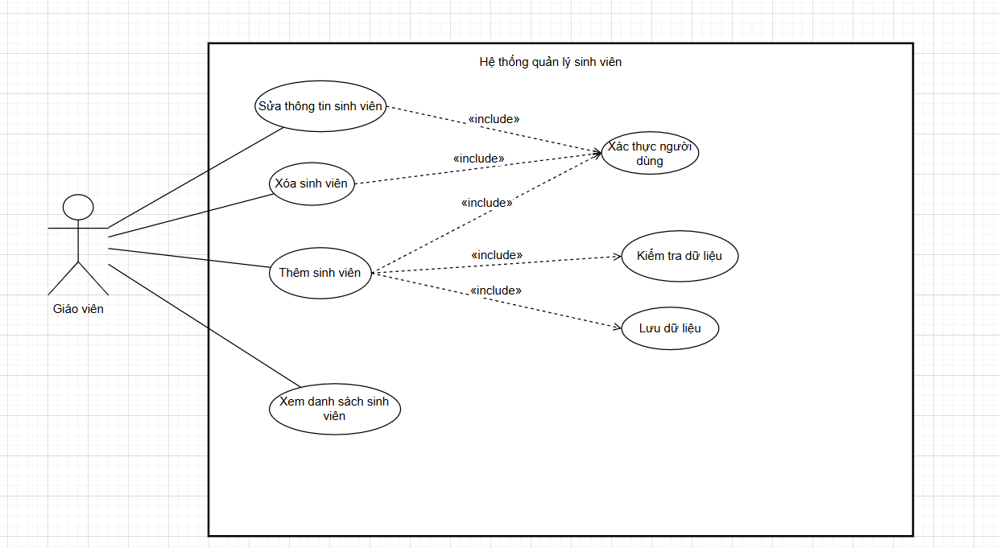 Hệ thống quản lý sinh viên
Sửa thông tin sinh viên
«include»
Xác thực người
dùng
«include»
Xóa sinh viên
«include»
«include»
Kiểm tra dữ liệu
Thêm sinh viên
«include»
Giáo viên
Lưu dữ liệu
Xem danh sách sinh
viên